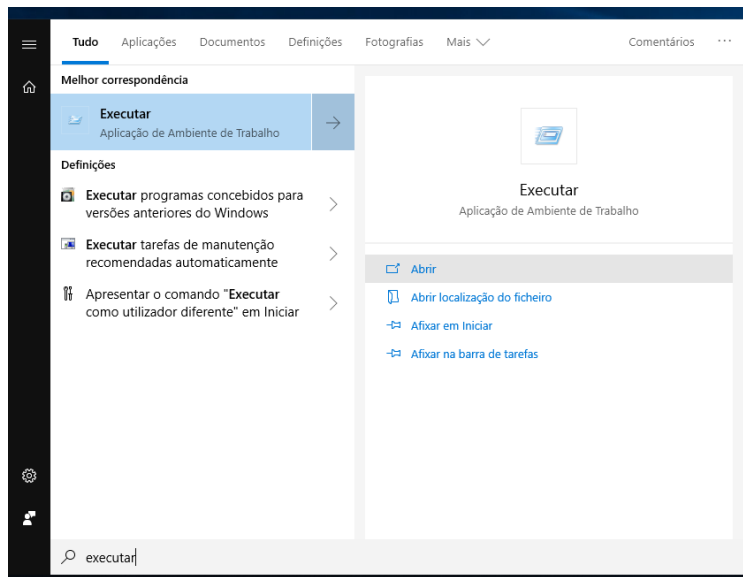 Tudo Aplicações Documentos Definições Fotografias Mais Comentários ...
Melhor correspondência
Executar
Aplicação de Ambiente de Trabalho
Definições
Executar programas concebidos para
versões anteriores do Windows
Executar tarefas de manutenção
recomendadas automaticamente
Apresentar o comando "Executar
como utilizador diferente" em Iniciar
Executar
Aplicação de Ambiente de Trabalho
Abrir
Abrir localização do ficheiro
Afixar em Iniciar
Afixar na barra de tarefas
executar